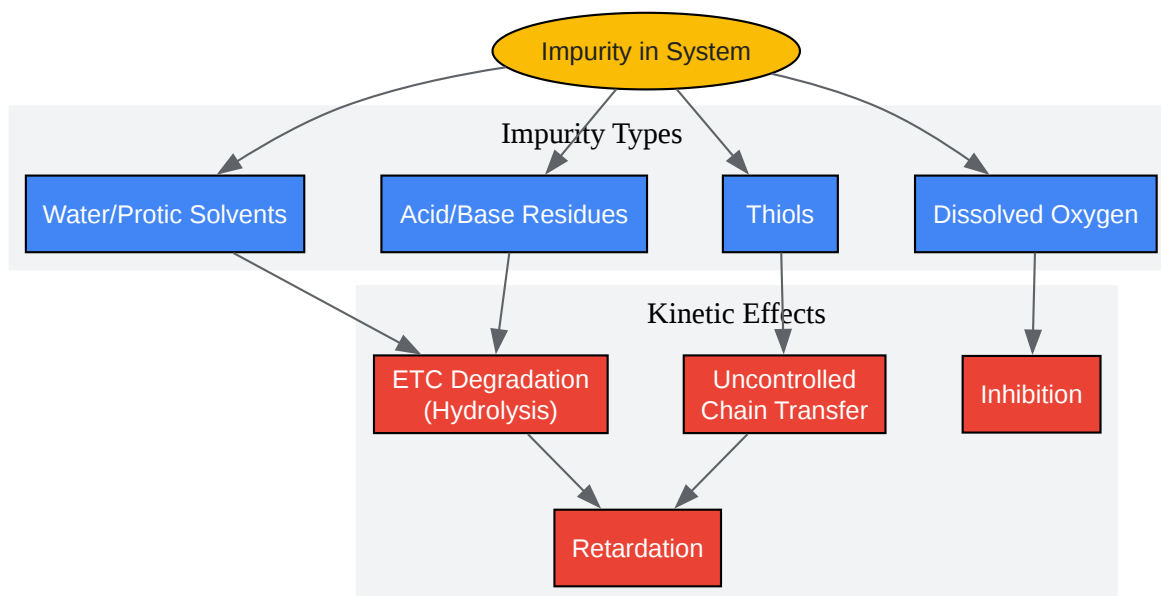 Impurity in System
Impurity Types
Water/Protic Solvents
Acid/Base Residues
Thiols
Dissolved Oxygen
Kinetic Effects
ETC Degradation
(Hydrolysis)
Uncontrolled
Chain Transfer
Inhibition
Retardation